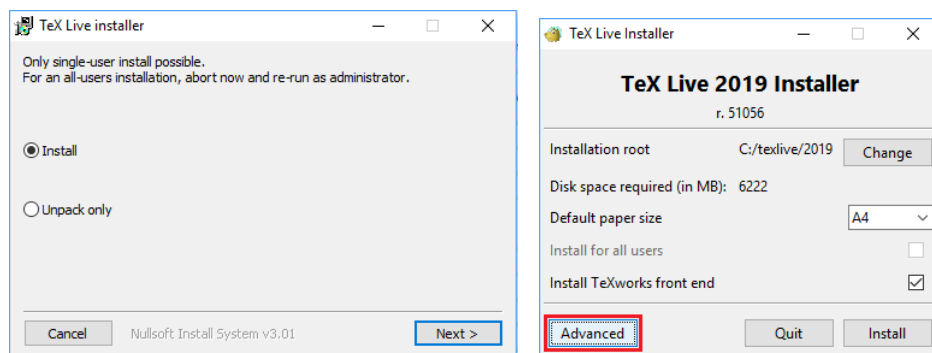 TeX Live installer
Only single-user install possible.
For an all-users installation, abort now and re-run as administrator.
Install
Unpack only
Cancel
Nullsoft Install System v3.01
Next >
TeX Live Installer
TeX Live 2019 Installer
r. 51056
Installation root C:/texlive/2019 Change
Disk space required (in MB): 6222
Default paper size A4
Install for all users
Install TeXworks front end
Advanced Quit Install